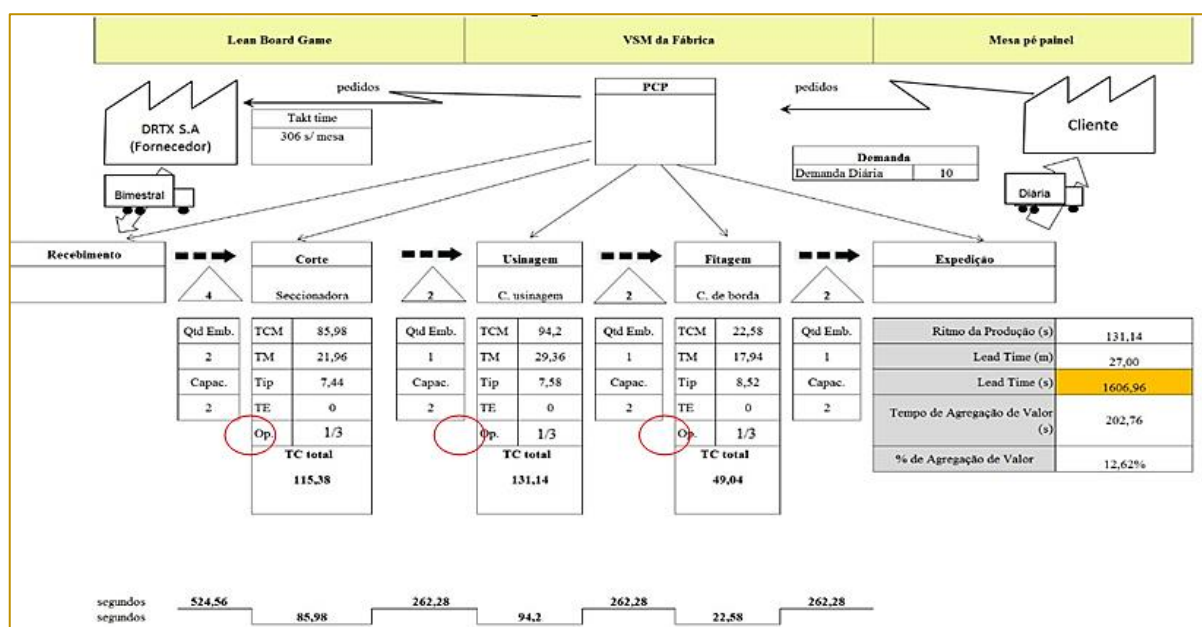 Lean Board Game VSM da Fábrica Mesa pé painel
pedidos PCP pedidos
DRTX S.A
(Fornecedor)
Takt time
306 s/ mesa
Cliente
Demanda
Demanda Diária 10
Bimestral
Diária
Recebimento Corte Usinagem Fitagem Expedição
4 Seccionadora 2 C. usinagem 2 C. de borda 2
Qtd Emb. TCM 85,98 Qtd Emb. TCM 94,2 Qtd Emb. TCM 22,58 Qtd Emb. Ritmo da Produção (s) 131,14
2 TM 21,96 1 TM 29,36 1 TM 17,94 1 Lead Time (m) 27,00
Capac. Tip 7,44 Capac. Tip 7,58 Capac. Tip 8,52 Capac. Lead Time (s) 1606,96
2 TE 0 2 TE 0 2 TE 0 2 Tempo de Agregação de Valor (s) 202,76
Op. 1/3 Op. 1/3 Op. 1/3
TC total TC total TC total % de Agregação de Valor 12,62%
115,38 131,14 49,04
segundos 524,56 262,28 262,28 262,28
segundos 85,98 94,2 22,58